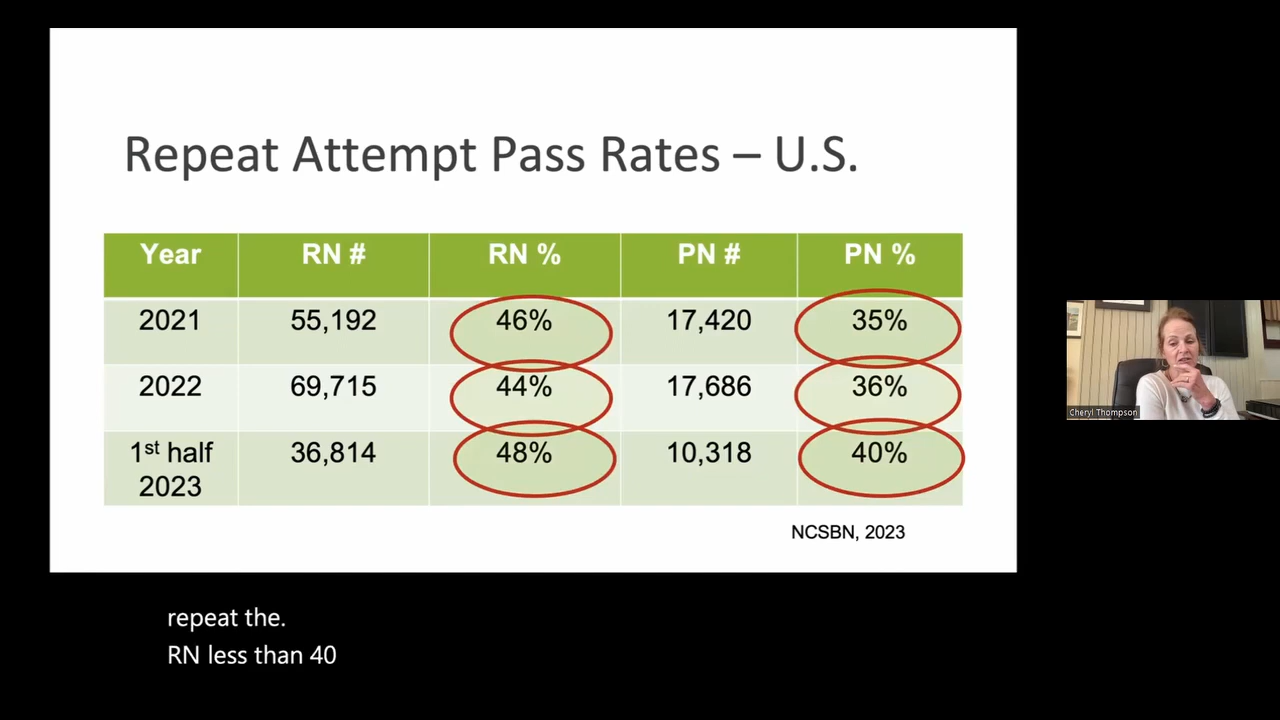 Repeat Attempt Pass Rates – U.S.
Year RN # RN % PN # PN %
2021 55,192 46% 17,420 35%
2022 69,715 44% 17,686 36%
1st half 2023 36,814 48% 10,318 40%
NCSBN, 2023
Cheryl Thompson
repeat the.
RN less than 40